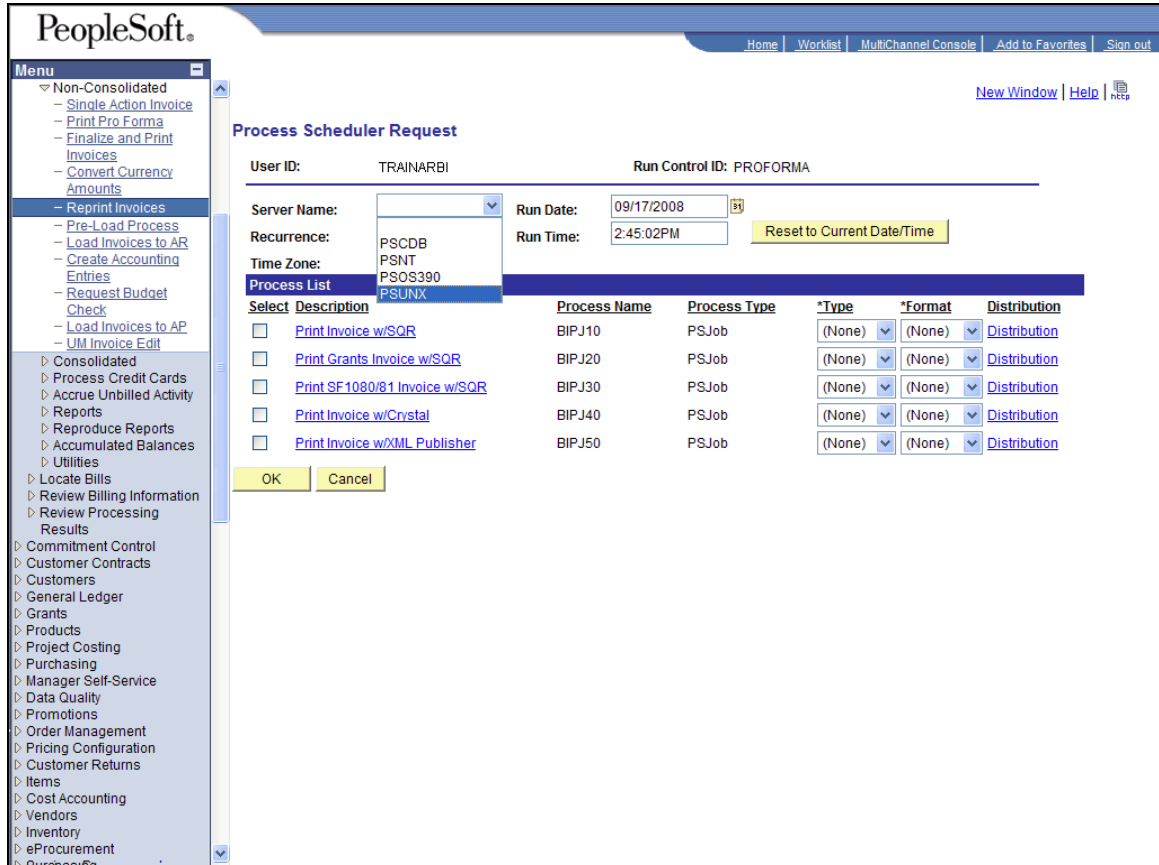 PeopleSoft.
Home | Worklist | MultiChannel Console | Add to Favorites | Sign out
Menu
Non-Consolidated
– Single Action Invoice
– Print Pro Forma
– Finalize and Print
Invoices
– Convert Currency
Amounts
– Reprint Invoices
– Pre-Load Process
– Load Invoices to AR
– Create Accounting
Entries
– Request Budget
Check
– Load Invoices to AP
– UM Invoice Edit
Consolidated
Process Credit Cards
Accrue Unbilled Activity
Reports
Reproduce Reports
Accumulated Balances
Utilities
Locate Bills
Review Billing Information
Review Processing
Results
Commitment Control
Customer Contracts
Customers
General Ledger
Grants
Products
Project Costing
Purchasing
Manager Self-Service
Data Quality
Promotions
Order Management
Pricing Configuration
Customer Returns
Items
Cost Accounting
Vendors
Inventory
eProcurement
New Window | Help | http
Process Scheduler Request
User ID: TRAINARBI Run Control ID: PROFORMA
Server Name: Run Date: 09/17/2008 31
Recurrence: Run Time: 2:45:02PM Reset to Current Date/Time
Time Zone:
PSCDB
PSNT
PSOS390
PSUNX
Process List
Select Description Process Name Process Type *Type *Format Distribution
Print Invoice w/SQR BIPJ10 PSJob (None) (None) Distribution
Print Grants Invoice w/SQR BIPJ20 PSJob (None) (None) Distribution
Print SF1080/81 Invoice w/SQR BIPJ30 PSJob (None) (None) Distribution
Print Invoice w/Crystal BIPJ40 PSJob (None) (None) Distribution
Print Invoice w/XML Publisher BIPJ50 PSJob (None) (None) Distribution
OK Cancel